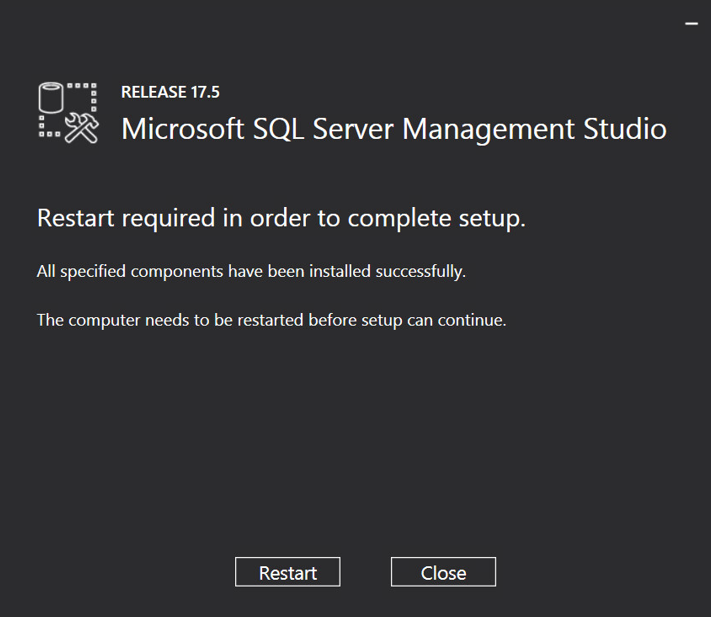 RELEASE 17.5
Microsoft SQL Server Management Studio
Restart required in order to complete setup.
All specified components have been installed successfully.
The computer needs to be restarted before setup can continue.
Restart
Close